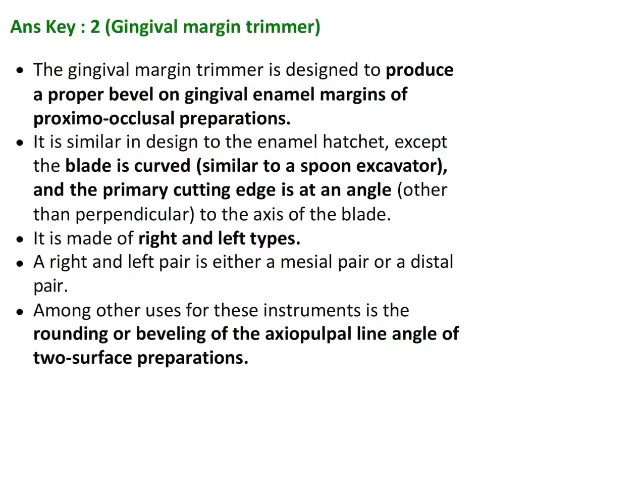 Ans Key : 2 (Gingival margin trimmer)
• The gingival margin trimmer is designed to produce
a proper bevel on gingival enamel margins of
proximo-occlusal preparations.
• It is similar in design to the enamel hatchet, except
the blade is curved (similar to a spoon excavator),
and the primary cutting edge is at an angle (other
than perpendicular) to the axis of the blade.
• It is made of right and left types.
• A right and left pair is either a mesial pair or a distal
pair.
• Among other uses for these instruments is the
rounding or beveling of the axiopulpal line angle of
two-surface preparations.